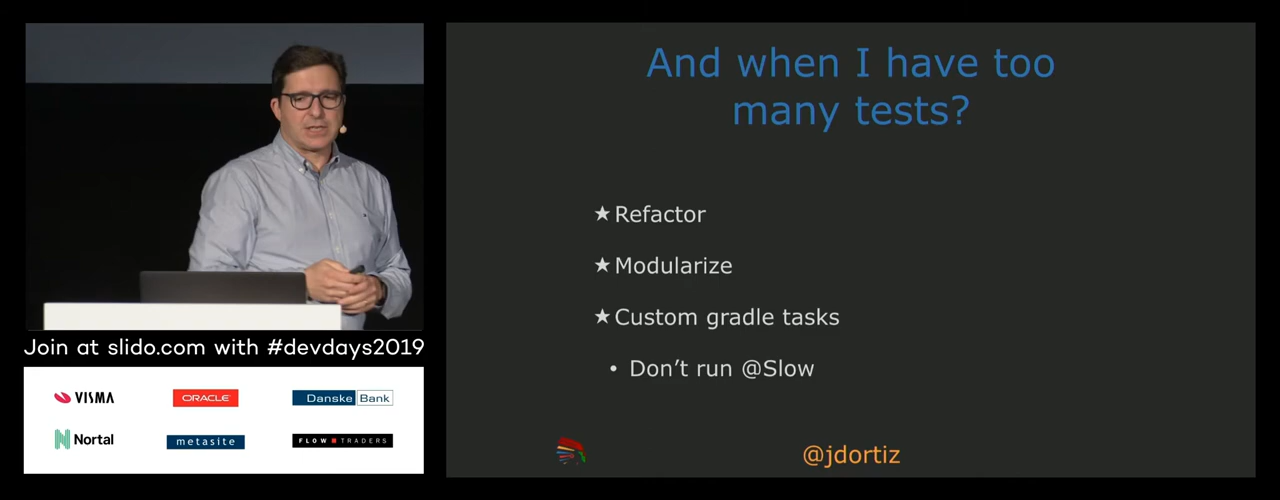 And when I have too
many tests?
★ Refactor
★ Modularize
★ Custom gradle tasks
• Don't run @Slow
@jdortiz
Join at slido.com with #devdays2019
VISMA
ORACLE
Danske Bank
Nortal
metasite
FLOW TRADERS